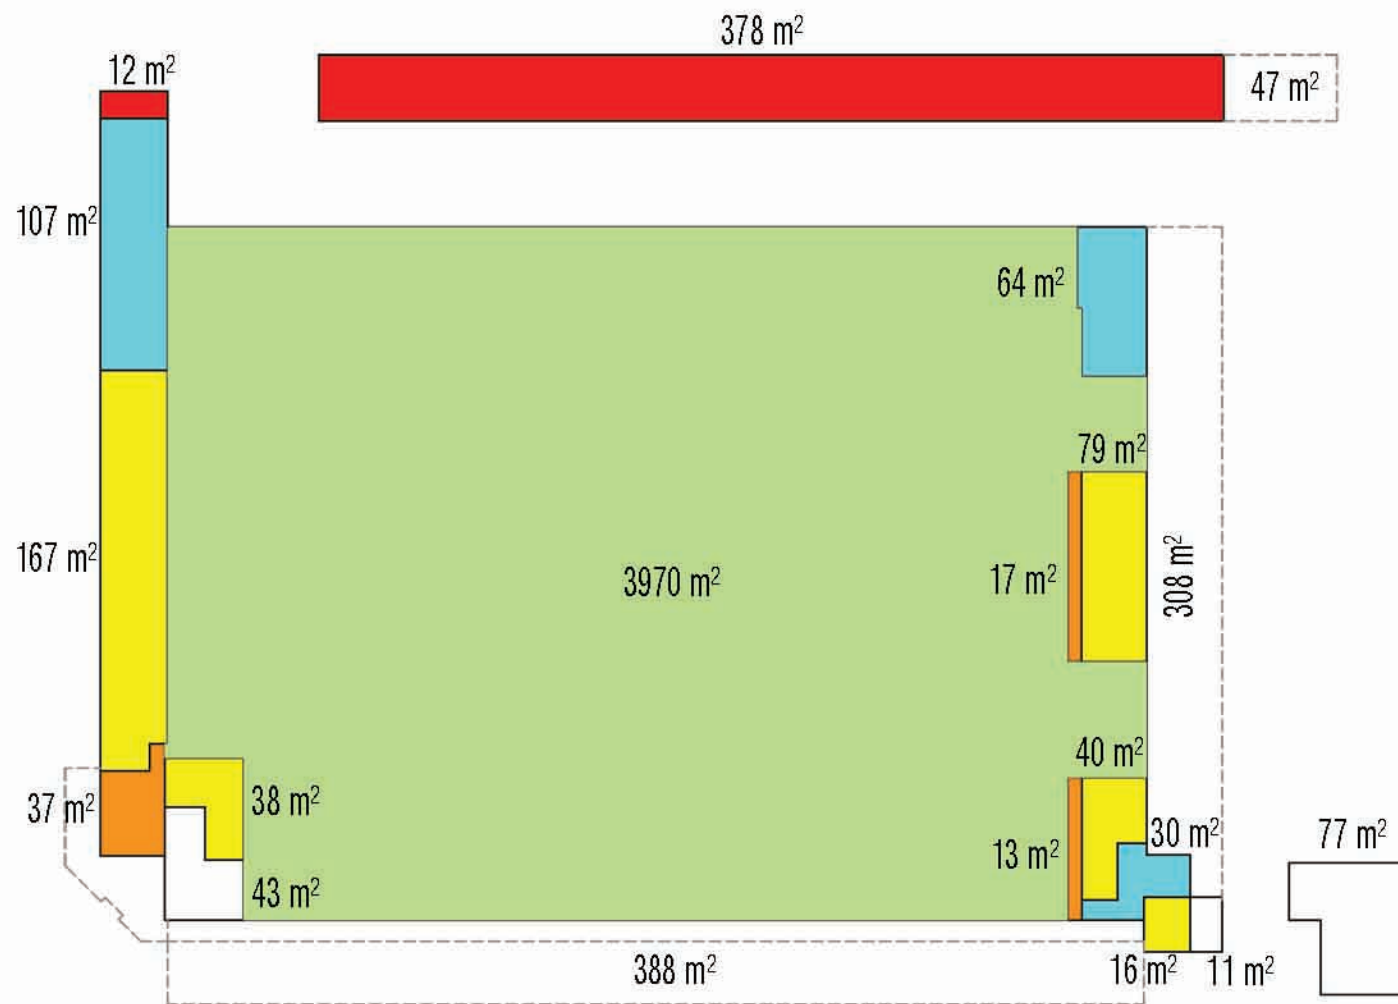 378 m²
12 m²
47 m²
107 m²
64 m²
79 m²
167 m²
3970 m²
17 m²
308 m²
40 m²
37 m²
38 m²
30 m²
77 m²
13 m²
43 m²
388 m²
16 m²
11 m²